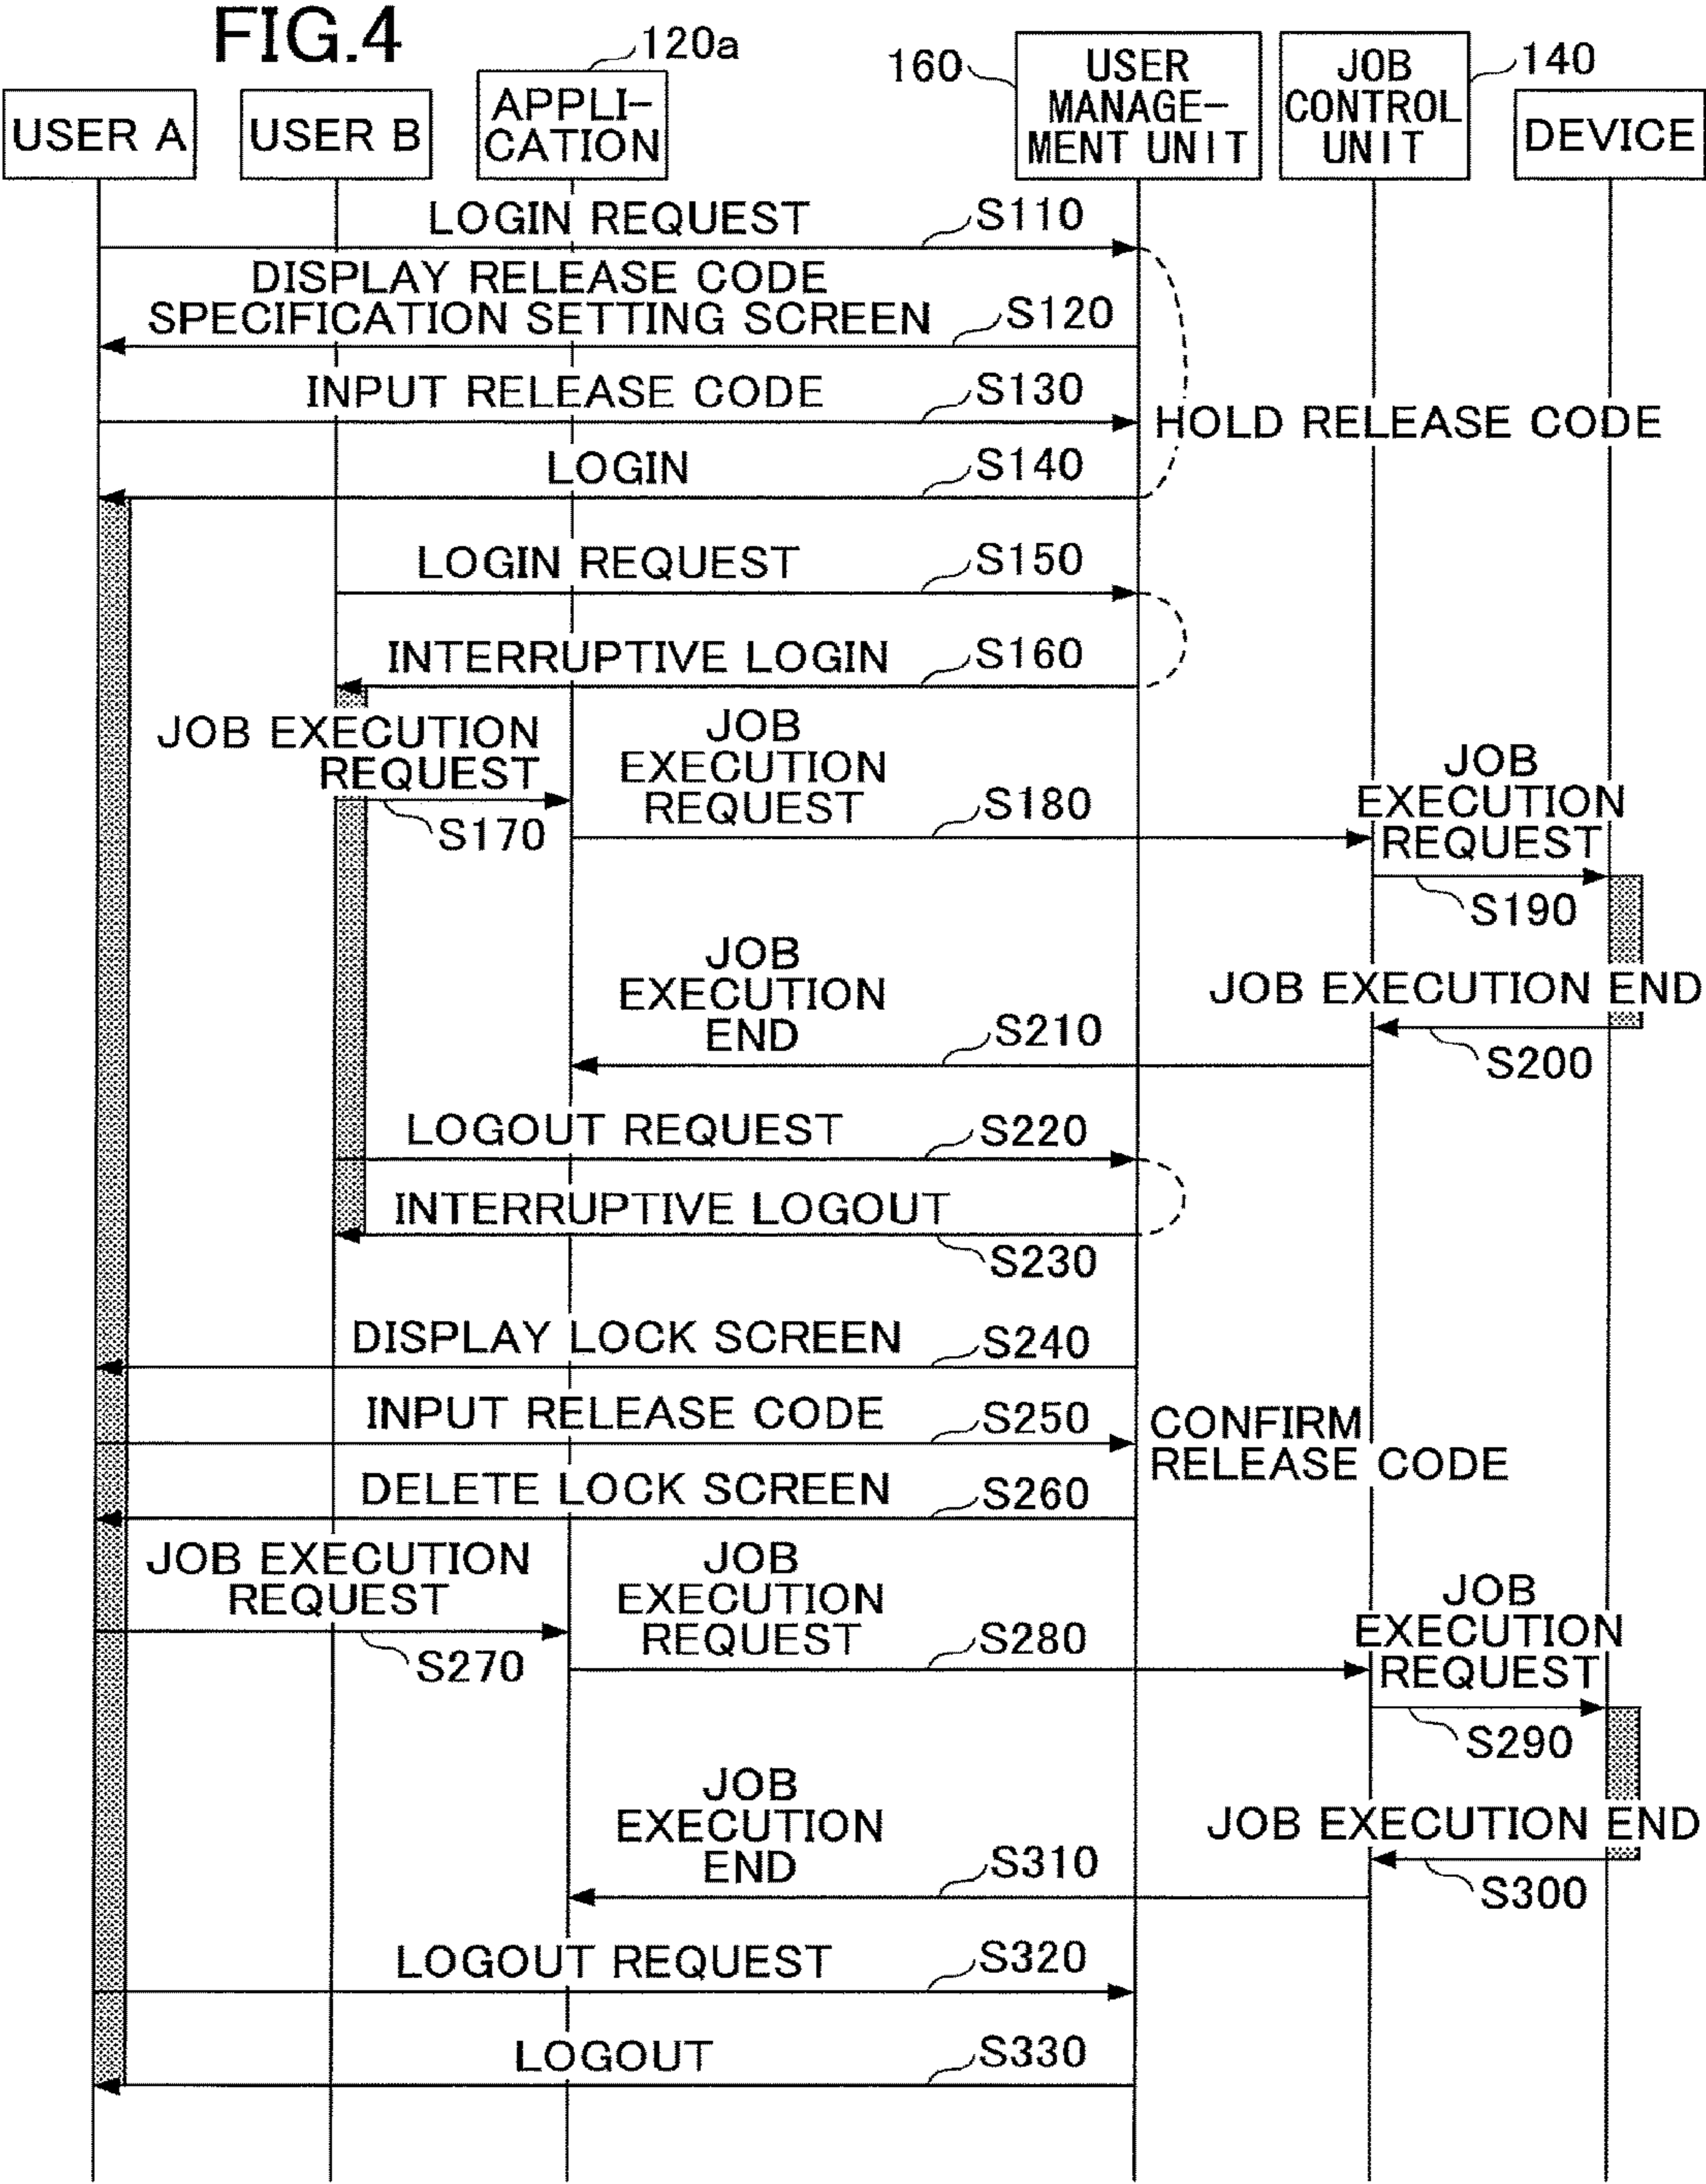 FIG.4
120a
160
140
USER A
USER B
APPLI-
CATION
USER
MANAGE-
MENT UNIT
JOB
CONTROL
UNIT
DEVICE
LOGIN REQUEST
S110
DISPLAY RELEASE CODE
SPECIFICATION SETTING SCREEN
S120
INPUT RELEASE CODE
S130
HOLD RELEASE CODE
LOGIN
S140
LOGIN REQUEST
S150
INTERRUPTIVE LOGIN
S160
JOB EXECUTION
REQUEST
S170
JOB
EXECUTION
REQUEST
S180
JOB
EXECUTION
REQUEST
S190
JOB EXECUTION END
S200
JOB
EXECUTION
END
S210
LOGOUT REQUEST
S220
INTERRUPTIVE LOGOUT
S230
DISPLAY LOCK SCREEN
S240
INPUT RELEASE CODE
S250
CONFIRM
RELEASE CODE
DELETE LOCK SCREEN
S260
JOB EXECUTION
REQUEST
S270
JOB
EXECUTION
REQUEST
S280
JOB
EXECUTION
REQUEST
S290
JOB EXECUTION END
S300
JOB
EXECUTION
END
S310
LOGOUT REQUEST
S320
LOGOUT
S330